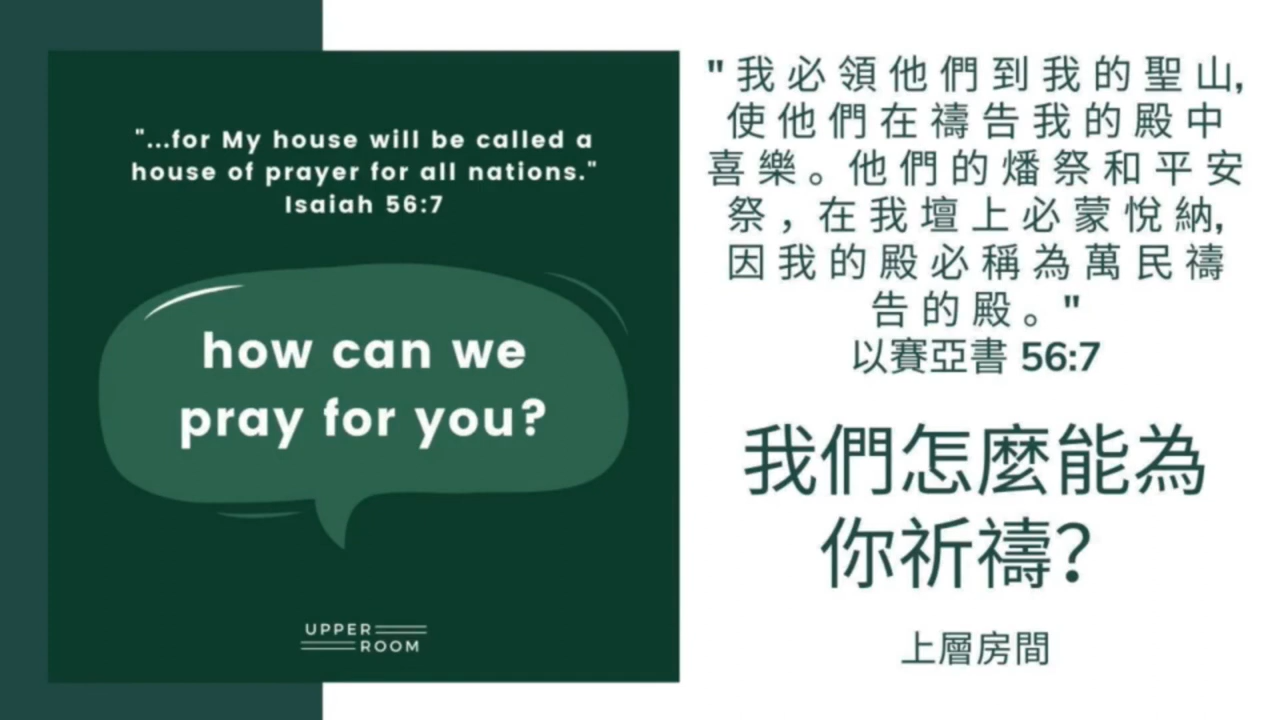 "...for My house will be called a
house of prayer for all nations."
Isaiah 56:7
how can we
pray for you?
UPPER
ROOM
"我必領他們到我的聖山,
使他們在禱告我的殿中
喜樂。他們的燔祭和平安
祭，在我壇上必蒙悅納,
因我的殿必稱為萬民禱
告的殿。"
以賽亞書 56:7
我們怎麼能為
你祈禱?
上層房間